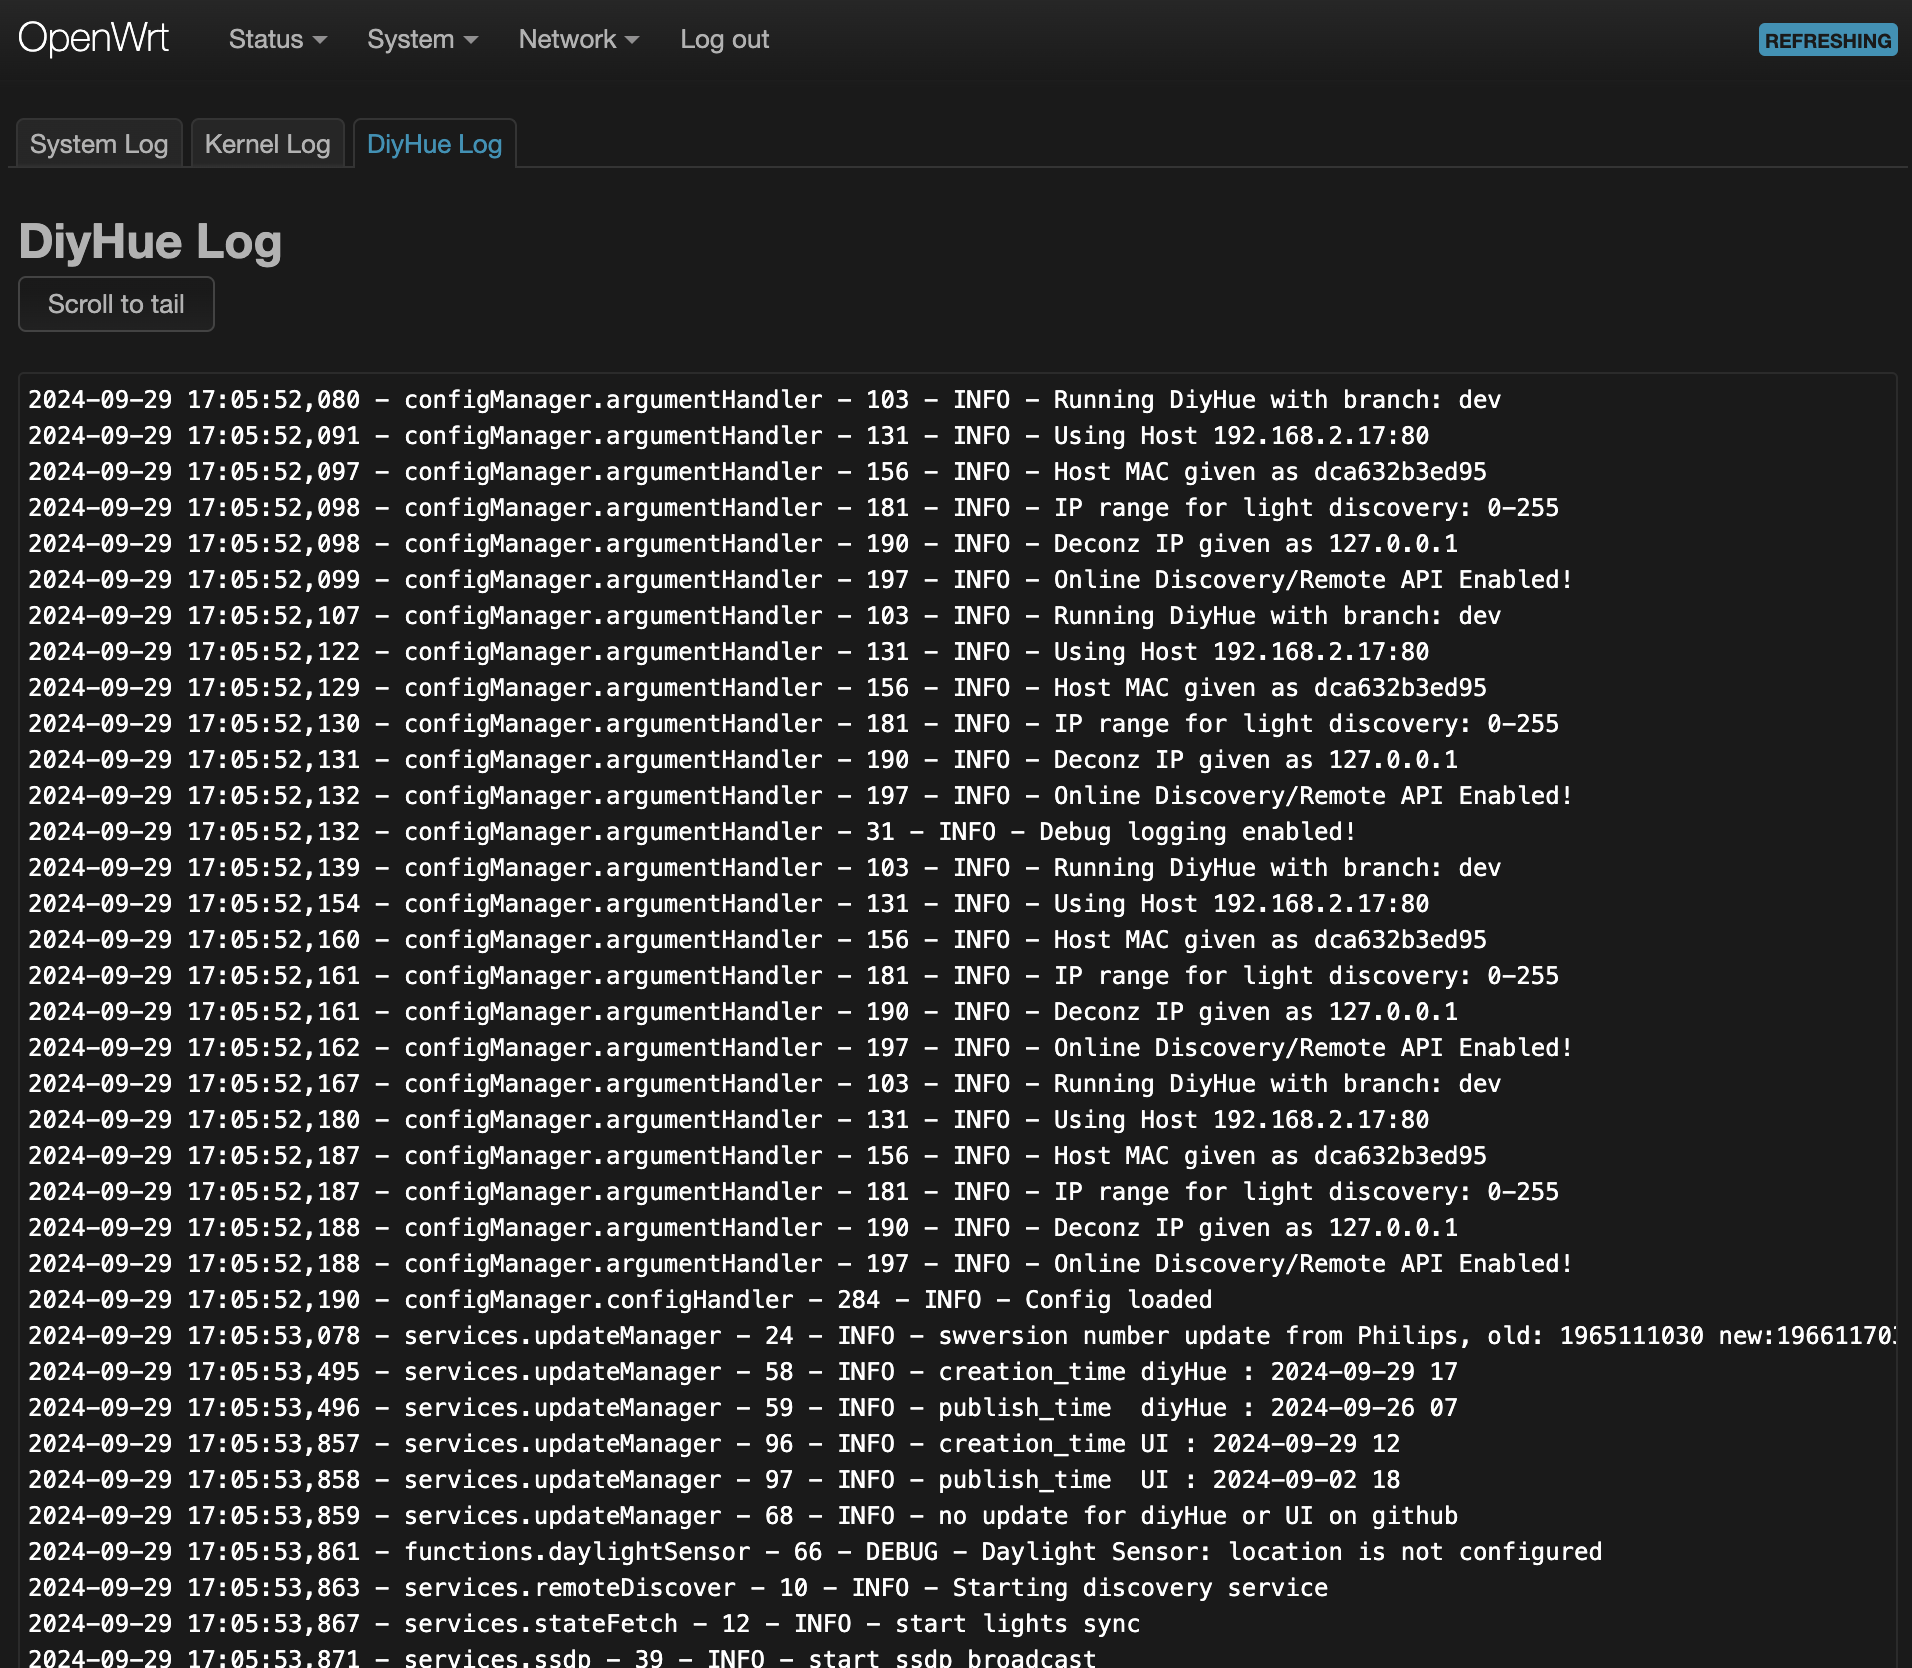 OpenWrt Status System Network Log out REFRESHING
System Log Kernel Log DiyHue Log
DiyHue Log
Scroll to tail
2024-09-29 17:05:52,080 - configManager.argumentHandler - 103 - INFO - Running DiyHue with branch: dev
2024-09-29 17:05:52,091 - configManager.argumentHandler - 131 - INFO - Using Host 192.168.2.17:80
2024-09-29 17:05:52,097 - configManager.argumentHandler - 156 - INFO - Host MAC given as dca632b3ed95
2024-09-29 17:05:52,098 - configManager.argumentHandler - 181 - INFO - IP range for light discovery: 0-255
2024-09-29 17:05:52,098 - configManager.argumentHandler - 190 - INFO - Deconz IP given as 127.0.0.1
2024-09-29 17:05:52,099 - configManager.argumentHandler - 197 - INFO - Online Discovery/Remote API Enabled!
2024-09-29 17:05:52,107 - configManager.argumentHandler - 103 - INFO - Running DiyHue with branch: dev
2024-09-29 17:05:52,122 - configManager.argumentHandler - 131 - INFO - Using Host 192.168.2.17:80
2024-09-29 17:05:52,129 - configManager.argumentHandler - 156 - INFO - Host MAC given as dca632b3ed95
2024-09-29 17:05:52,130 - configManager.argumentHandler - 181 - INFO - IP range for light discovery: 0-255
2024-09-29 17:05:52,131 - configManager.argumentHandler - 190 - INFO - Deconz IP given as 127.0.0.1
2024-09-29 17:05:52,132 - configManager.argumentHandler - 197 - INFO - Online Discovery/Remote API Enabled!
2024-09-29 17:05:52,132 - configManager.argumentHandler - 31 - INFO - Debug logging enabled!
2024-09-29 17:05:52,139 - configManager.argumentHandler - 103 - INFO - Running DiyHue with branch: dev
2024-09-29 17:05:52,154 - configManager.argumentHandler - 131 - INFO - Using Host 192.168.2.17:80
2024-09-29 17:05:52,160 - configManager.argumentHandler - 156 - INFO - Host MAC given as dca632b3ed95
2024-09-29 17:05:52,161 - configManager.argumentHandler - 181 - INFO - IP range for light discovery: 0-255
2024-09-29 17:05:52,161 - configManager.argumentHandler - 190 - INFO - Deconz IP given as 127.0.0.1
2024-09-29 17:05:52,162 - configManager.argumentHandler - 197 - INFO - Online Discovery/Remote API Enabled!
2024-09-29 17:05:52,167 - configManager.argumentHandler - 103 - INFO - Running DiyHue with branch: dev
2024-09-29 17:05:52,180 - configManager.argumentHandler - 131 - INFO - Using Host 192.168.2.17:80
2024-09-29 17:05:52,187 - configManager.argumentHandler - 156 - INFO - Host MAC given as dca632b3ed95
2024-09-29 17:05:52,187 - configManager.argumentHandler - 181 - INFO - IP range for light discovery: 0-255
2024-09-29 17:05:52,188 - configManager.argumentHandler - 190 - INFO - Deconz IP given as 127.0.0.1
2024-09-29 17:05:52,188 - configManager.argumentHandler - 197 - INFO - Online Discovery/Remote API Enabled!
2024-09-29 17:05:52,190 - configManager.configHandler - 284 - INFO - Config loaded
2024-09-29 17:05:53,078 - services.updateManager - 24 - INFO - swversion number update from Philips, old: 1965111030 new:196611703
2024-09-29 17:05:53,495 - services.updateManager - 58 - INFO - creation_time diyHue : 2024-09-29 17
2024-09-29 17:05:53,496 - services.updateManager - 59 - INFO - publish_time  diyHue : 2024-09-26 07
2024-09-29 17:05:53,857 - services.updateManager - 96 - INFO - creation_time UI : 2024-09-29 12
2024-09-29 17:05:53,858 - services.updateManager - 97 - INFO - publish_time  UI : 2024-09-02 18
2024-09-29 17:05:53,859 - services.updateManager - 68 - INFO - no update for diyHue or UI on github
2024-09-29 17:05:53,861 - functions.daylightSensor - 66 - DEBUG - Daylight Sensor: location is not configured
2024-09-29 17:05:53,863 - services.remoteDiscover - 10 - INFO - Starting discovery service
2024-09-29 17:05:53,867 - services.stateFetch - 12 - INFO - start lights sync
2024-09-29 17:05:53,871 - services.ssdp - 39 - INFO - start ssdp broadcast